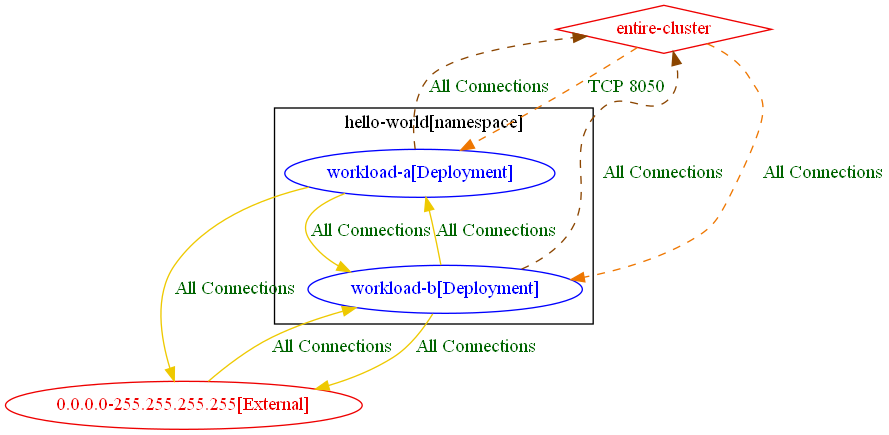 entire-cluster
All Connections
TCP 8050
hello-world[namespace]
workload-a[Deployment]
All Connections
All Connections
All Connections
All Connections
workload-b[Deployment]
All Connections
All Connections
All Connections
0.0.0.0-255.255.255.255[External]